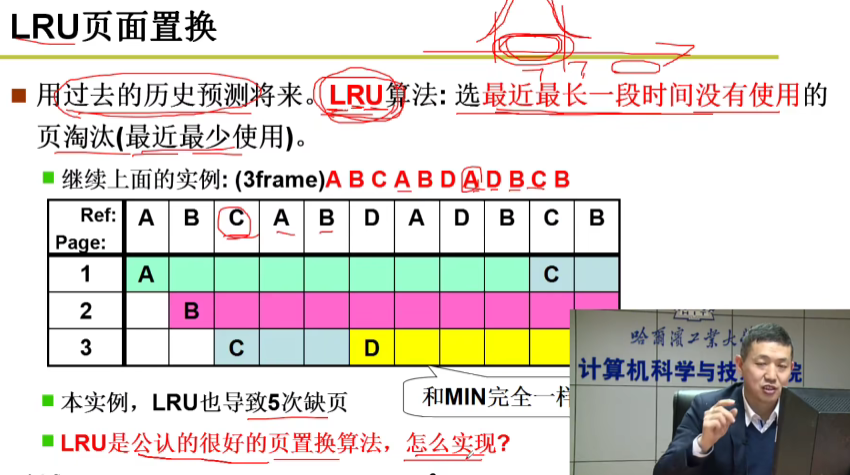 LRU页面置换
用过去的历史预测将来。LRU算法: 选最近最长一段时间没有使用的
页淘汰(最近最少使用)。
继续上面的实例: (3frame)A B C A B D A D B C B
Ref: A B C A B D A D B C B
Page:
1 A C
2 B
3 C D
和MIN完全一样
本实例，LRU也导致5次缺页
LRU是公认的很好的页置换算法，怎么实现?
哈尔滨工业大
计算机科学与技 院